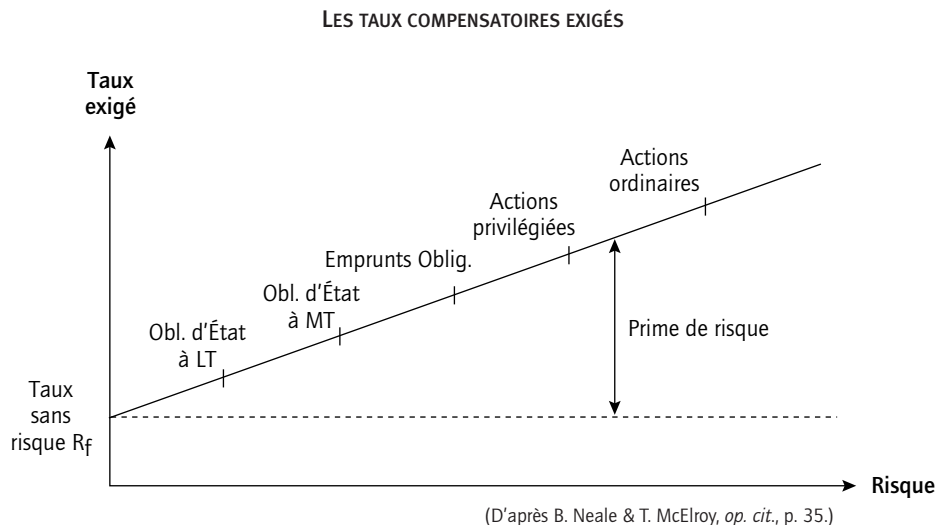 LES TAUX COMPENSATOIRES EXIGÉS
Taux
exigé
Actions
ordinaires
Actions
privilégiées
Emprunts Oblig.
Obl. d'État
à MT
Obl. d'État
à LT
Prime de risque
Taux
sans
risque Rf
Risque
(D'après B. Neale & T. McElroy, op. cit., p. 35.)